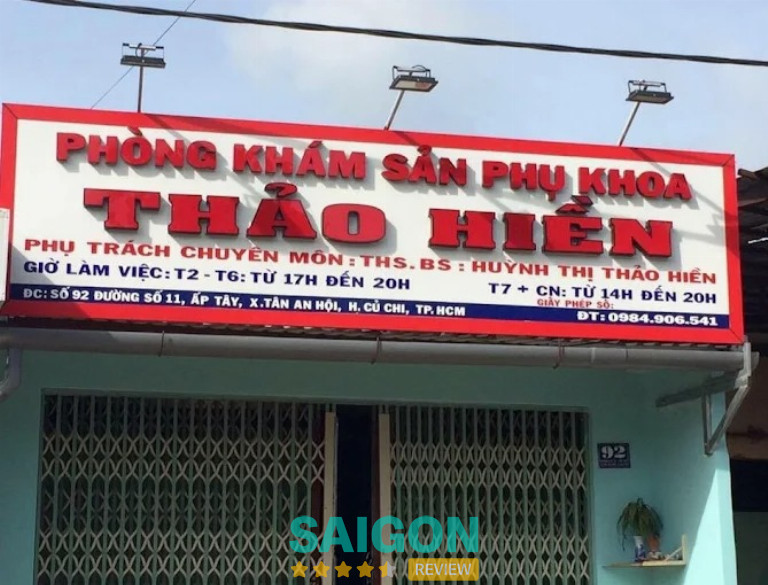 PHÒNG KHÁM SẢN PHỤ KHOA
THẢO HIỀN
PHỤ TRÁCH CHUYÊN MÔN : THS.BS : HUỲNH THỊ THẢO HIỀN
GIỜ LÀM VIỆC: T2 - T6: TỪ 17H ĐẾN 20H
T7 + CN: TỪ 14H ĐẾN 20H
GIẤY PHÉP SỐ:
ĐC: SỐ 92 ĐƯỜNG SỐ 11, ẤP TÂY, X.TÂN AN HỘI, H. CỦ CHI, TP.HCM
ĐT: 0984.906.541
92
SAIGON
REVIEW